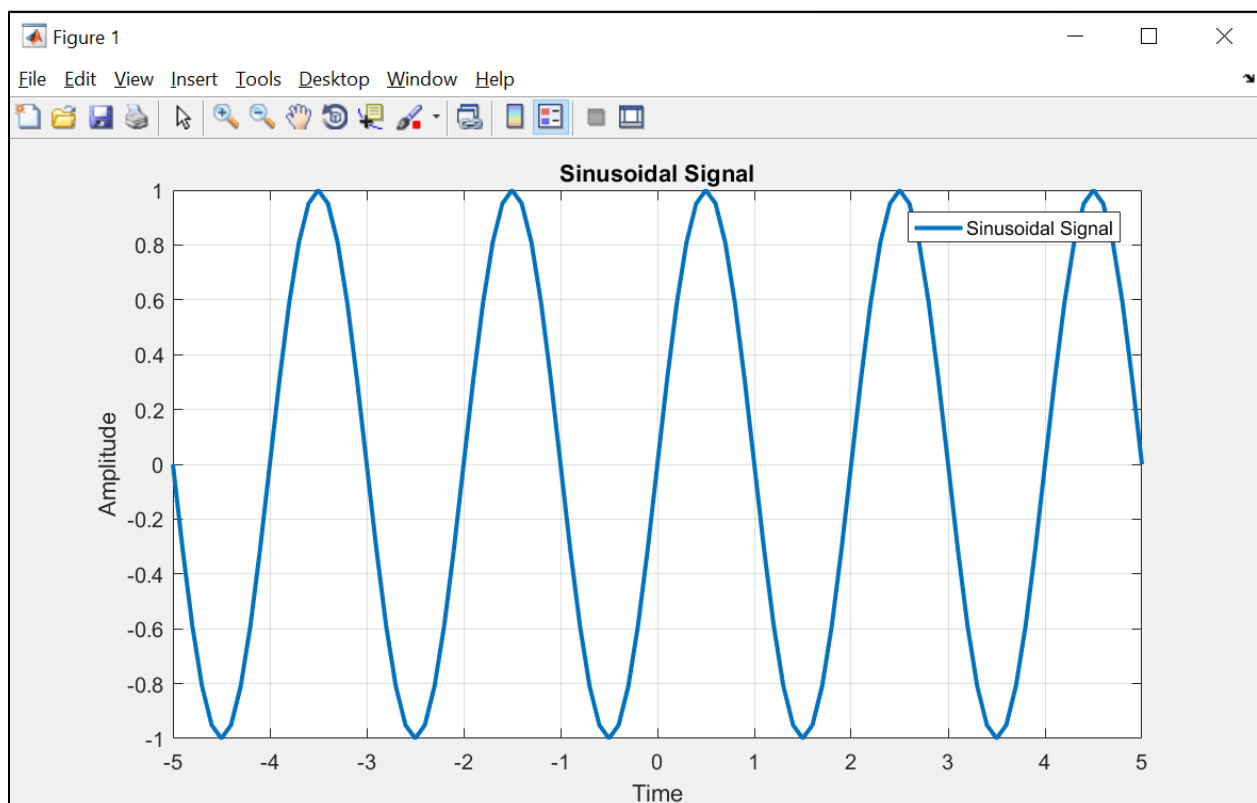 Figure 1
File Edit View Insert Tools Desktop Window Help
Sinusoidal Signal
Sinusoidal Signal
1
0.8
0.6
0.4
0.2
0
-0.2
-0.4
-0.6
-0.8
-1
Amplitude
-5 -4 -3 -2 -1 0 1 2 3 4 5
Time